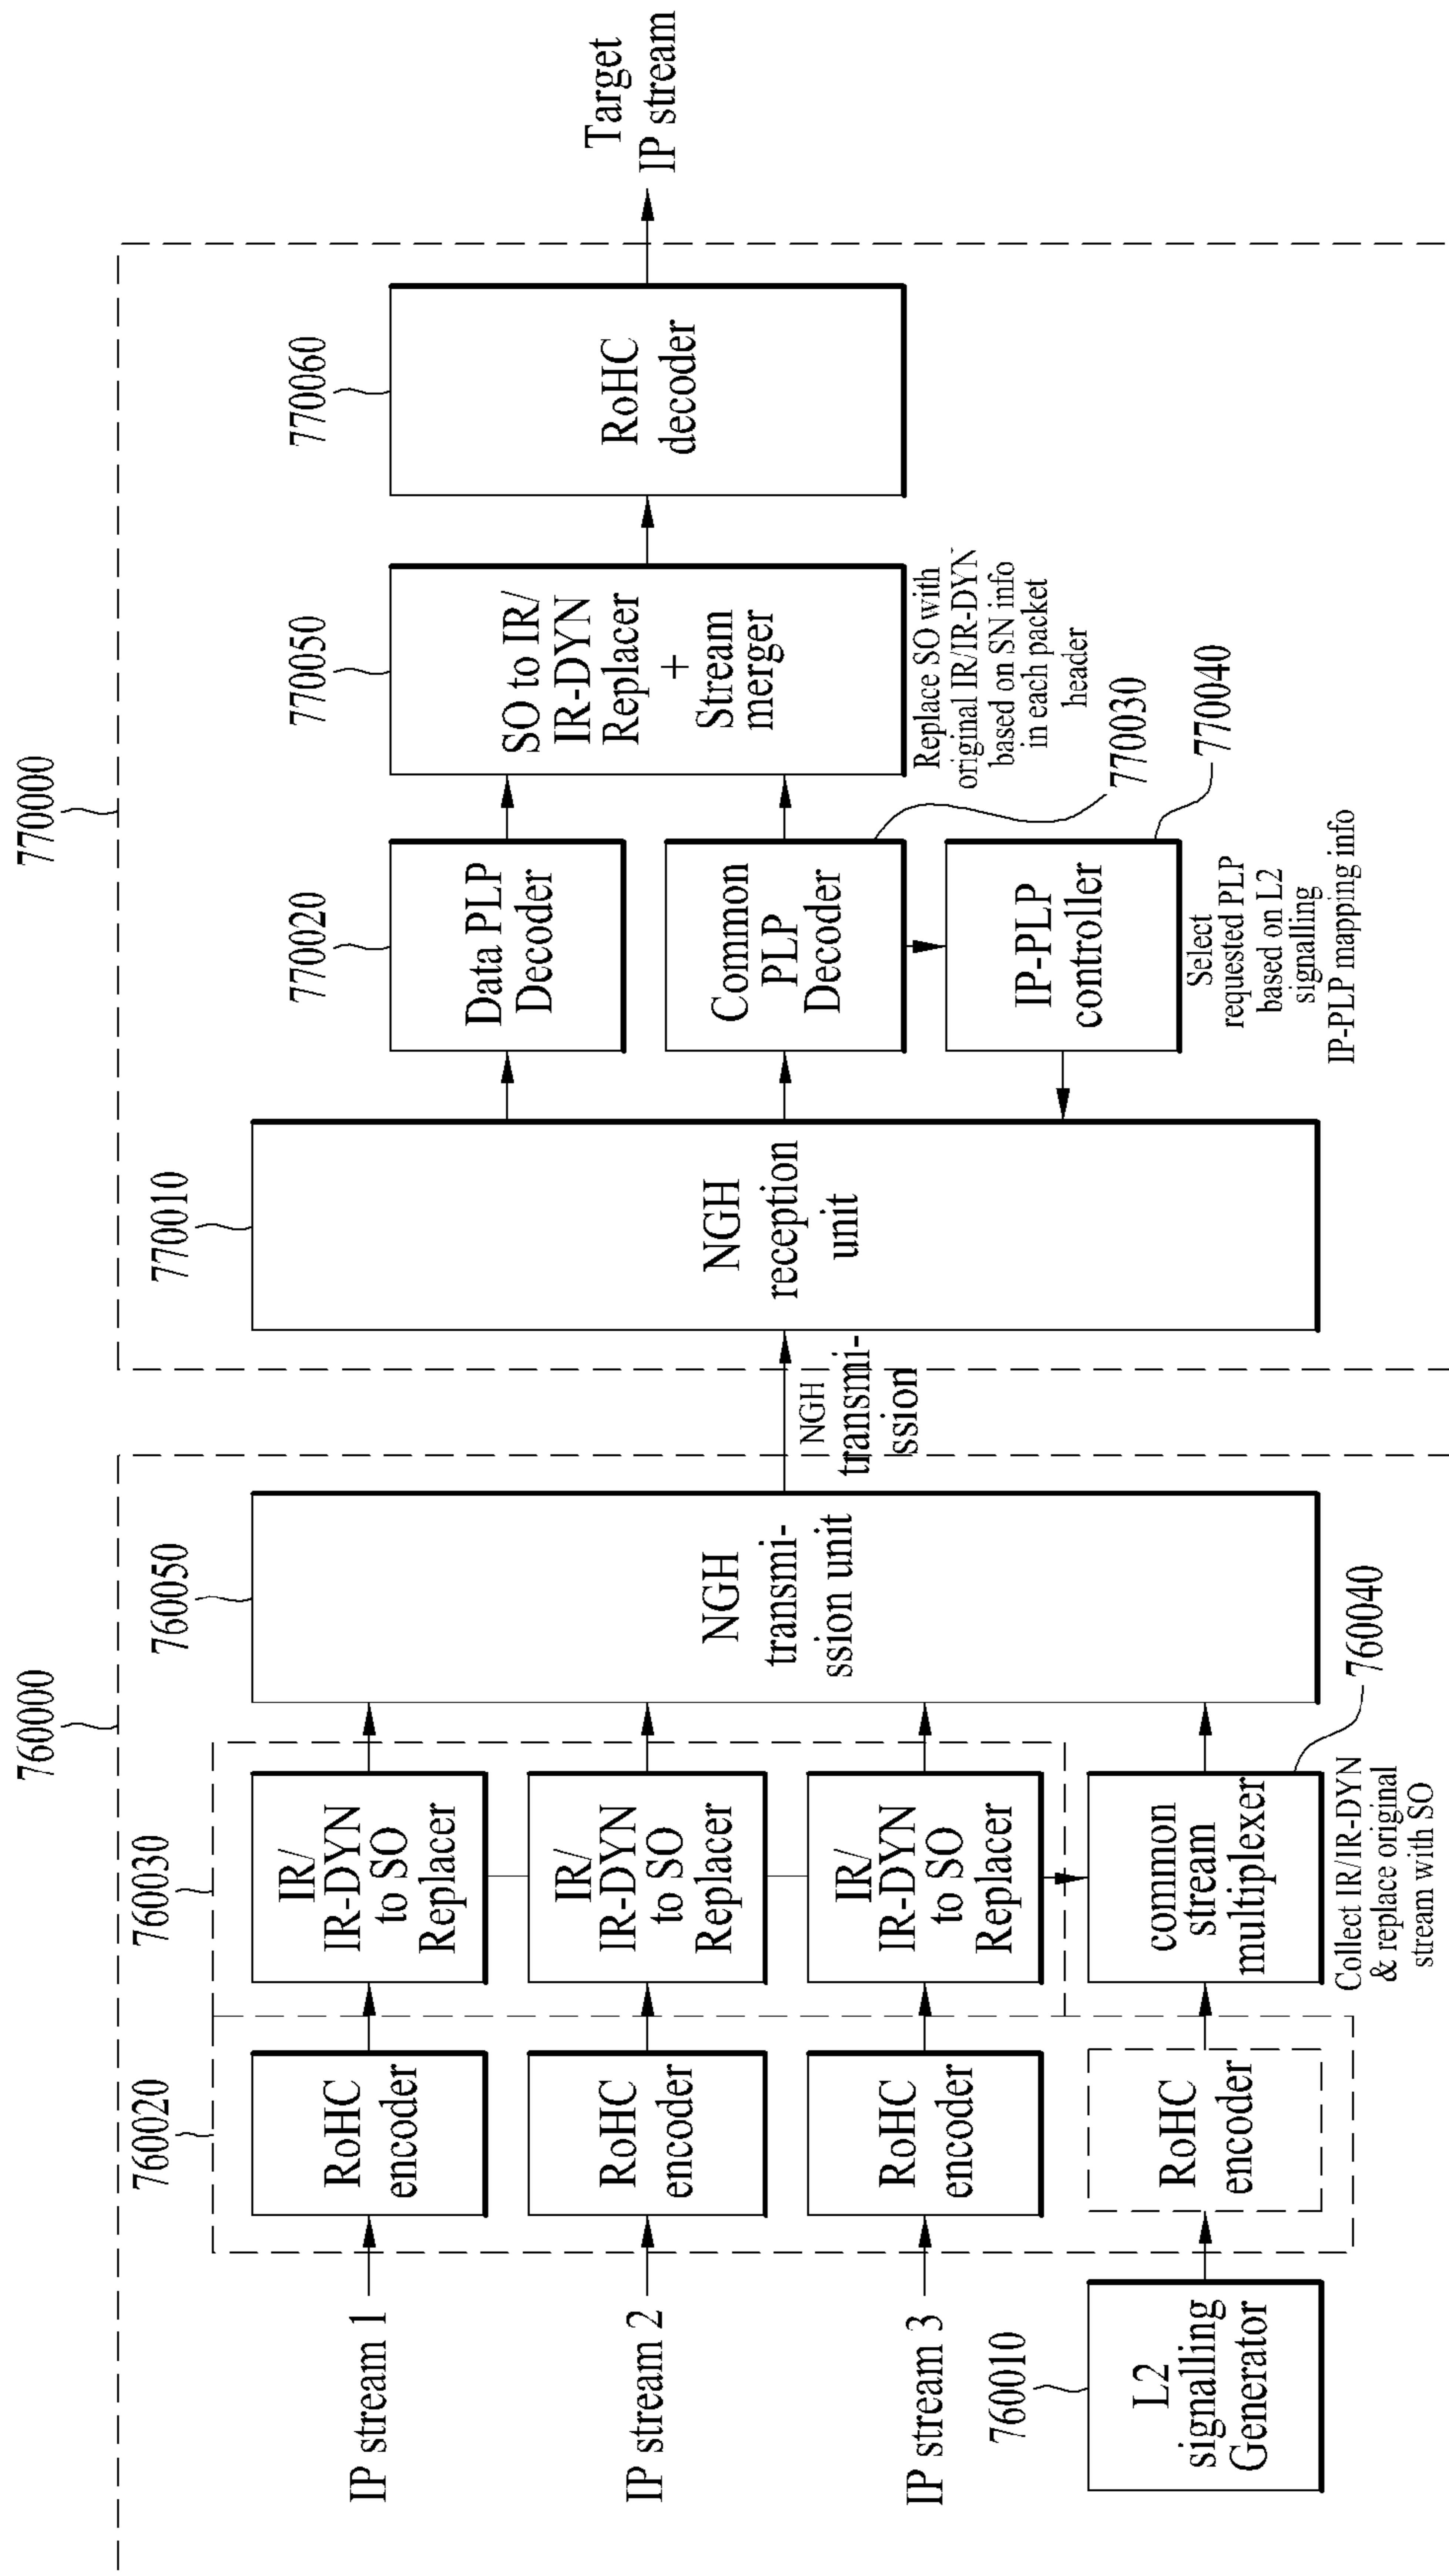 760000
770000
760020
760030
760050
770010
770020
770050
770060
IP stream 1
RoHC
encoder
IR/
IR-DYN
to SO
Replacer
IP stream 2
RoHC
encoder
IR/
IR-DYN
to SO
Replacer
IP stream 3
RoHC
encoder
IR/
IR-DYN
to SO
Replacer
760010
L2
signalling
Generator
RoHC
encoder
common
stream
multiplexer
760040
Collect IR/IR-DYN
& replace original
stream with SO
NGH
transmi-
ssion unit
NGH
transmi-
ssion
NGH
reception
unit
Data PLP
Decoder
Common
PLP
Decoder
770030
IP-PLP
controller
770040
Select
requested PLP
based on L2
signalling
IP-PLP mapping info
SO to IR/
IR-DYN
Replacer
+
Stream
merger
Replace SO with
original IR/IR-DYN
based on SN info
in each packet
header
RoHC
decoder
Target
IP stream